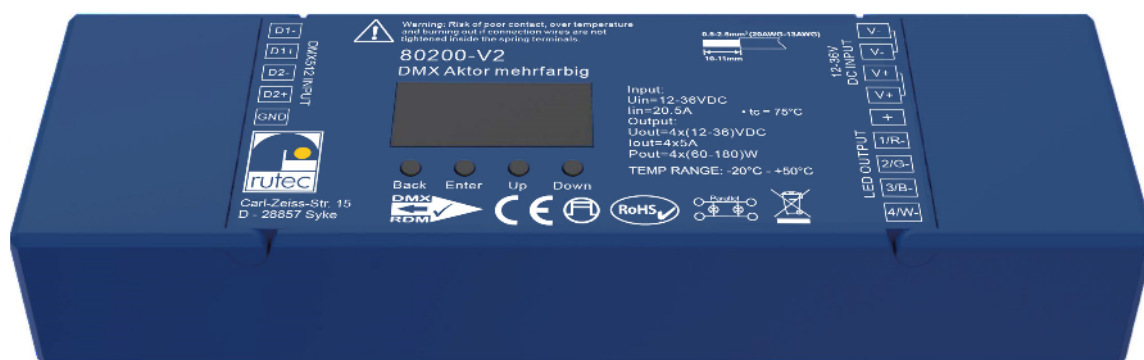 D1-
D1+
D2-
D2+
GND
DMX512 INPUT
rutec
Carl-Zeiss-Str. 15
D - 28857 Syke
Warning: Risk of poor contact, over temperature
and burning out if connection wires are not
tightened inside the spring terminals.
80200-V2
DMX Aktor mehrfarbig
Back Enter Up Down
DMX
RDM
CE
RoHS
Parallel
0.5-2.5mm² (20AWG-13AWG)
10-11mm
Input:
Uin=12-36VDC
Iin=20.5A • tc = 75°C
Output:
Uout=4x(12-36)VDC
Iout=4x5A
Pout=4x(60-180)W
TEMP RANGE: -20°C - +50°C
12-36V
DC INPUT
V-
V-
V+
V+
LED OUTPUT
+
1/R-
2/G-
3/B-
4/W-